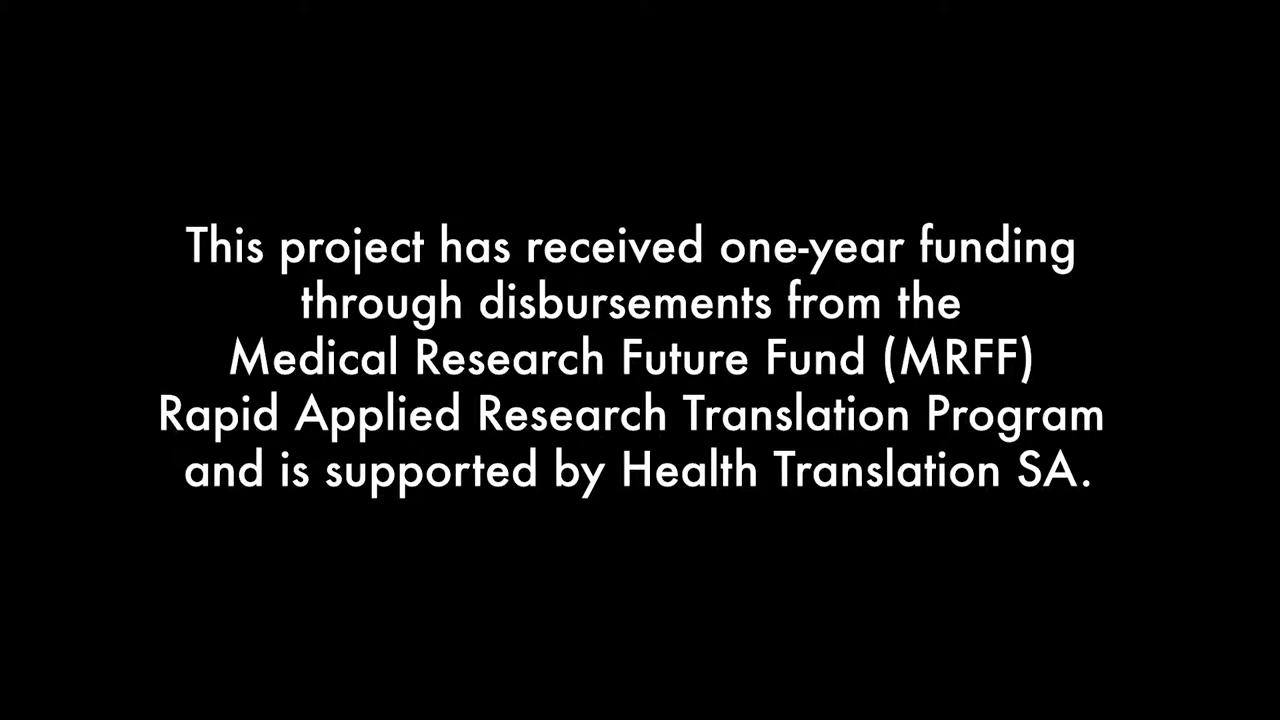 This project has received one-year funding
through disbursements from the
Medical Research Future Fund (MRFF)
Rapid Applied Research Translation Program
and is supported by Health Translation SA.